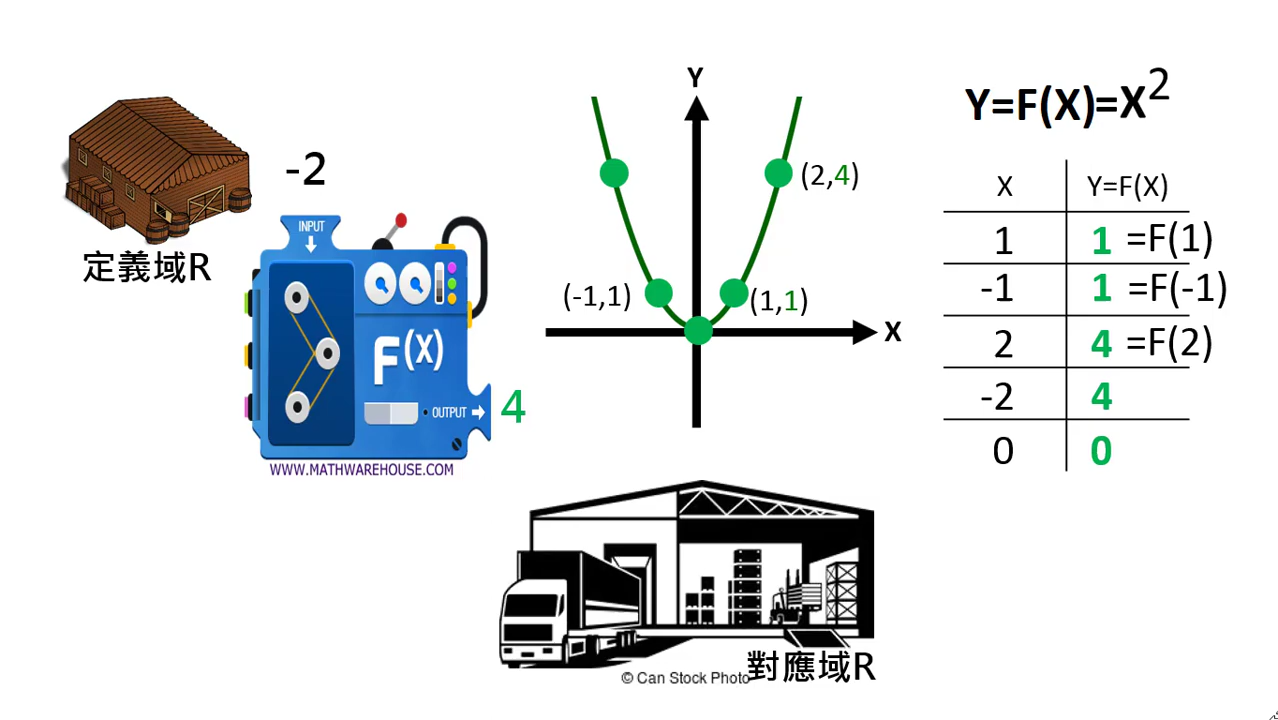 定義域R
-2
INPUT
F(X)
OUTPUT
4
WWW.MATHWAREHOUSE.COM
Y
(2,4)
(-1,1)
(1,1)
X
Y=F(X)=X²
X Y=F(X)
1 1 =F(1)
-1 1 =F(-1)
2 4 =F(2)
-2 4
0 0
© Can Stock Photo
對應域R